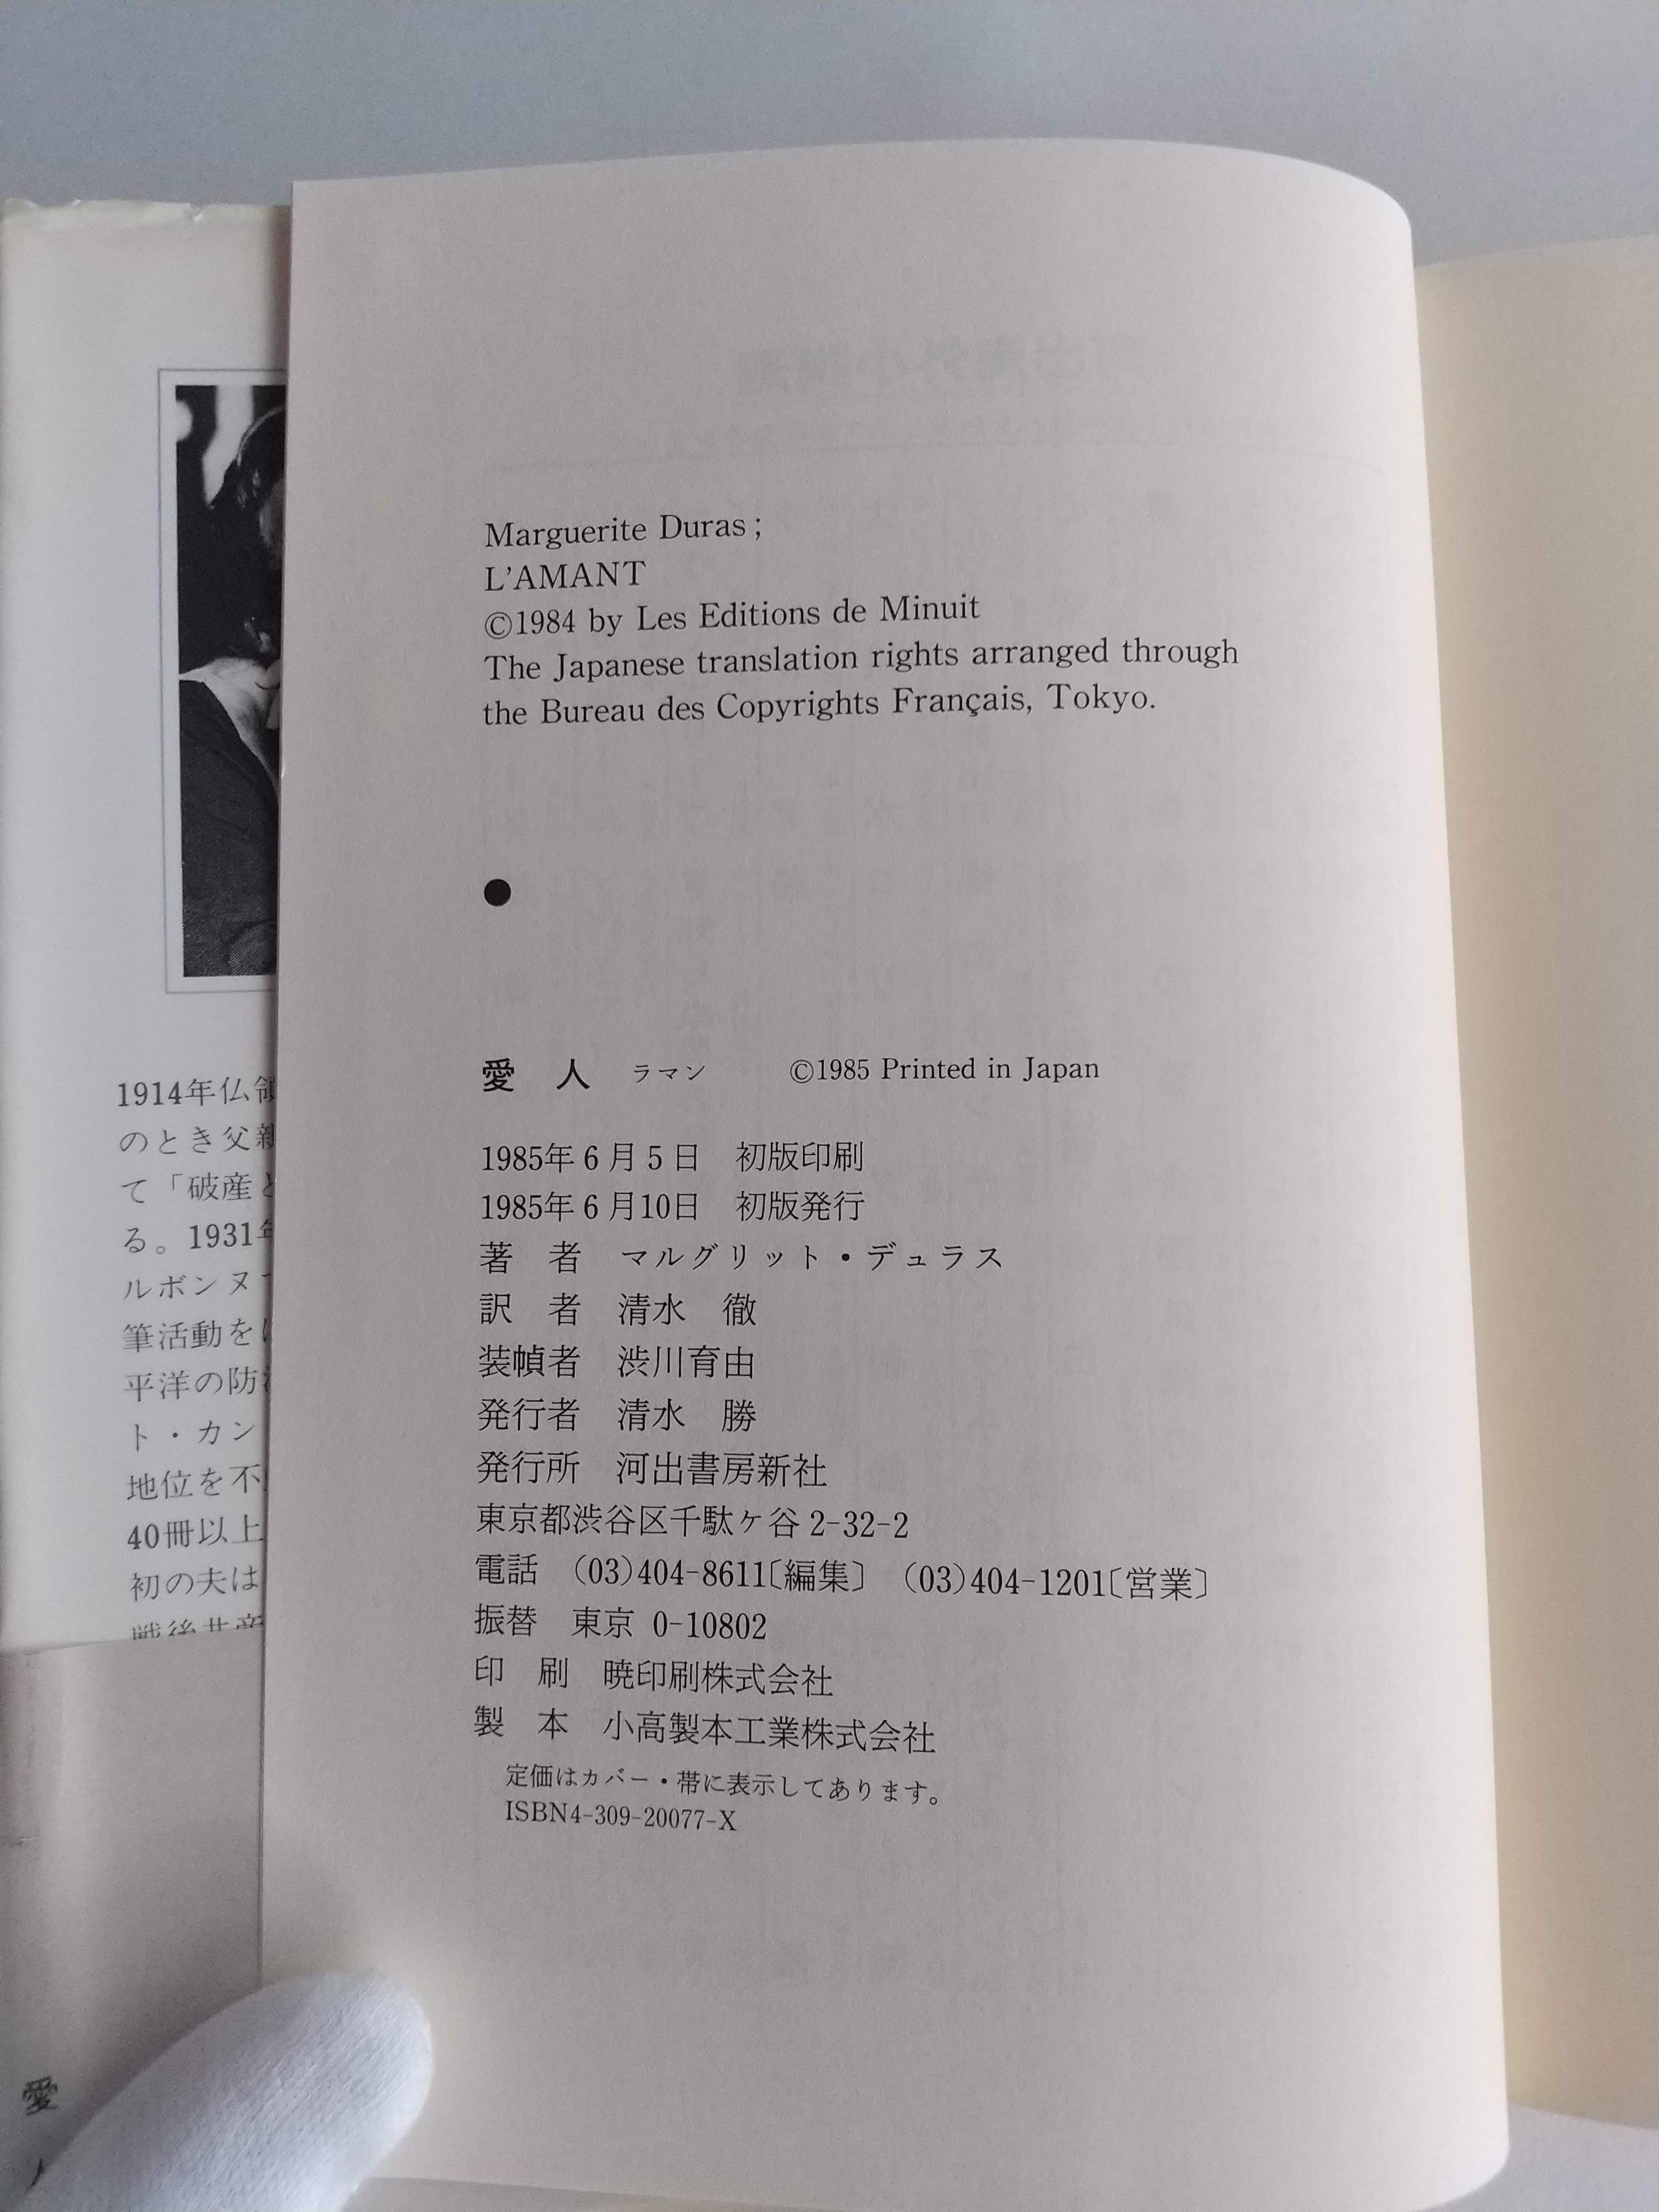 Marguerite Duras ;
L'AMANT
©1984 by Les Editions de Minuit
The Japanese translation rights arranged through
the Bureau des Copyrights Français, Tokyo.
●
愛　人　ラマン　　©1985 Printed in Japan
1985年6月5日　初版印刷
1985年6月10日　初版発行
著　者　マルグリット・デュラス
訳　者　清水　徹
装幀者　渋川育由
発行者　清水　勝
発行所　河出書房新社
東京都渋谷区千駄ヶ谷 2-32-2
電話　(03)404-8611〔編集〕　(03)404-1201〔営業〕
振替　東京 0-10802
印　刷　暁印刷株式会社
製　本　小高製本工業株式会社
定価はカバー・帯に表示してあります。
ISBN4-309-20077-X
1914年仏領
のとき父親
て「破産
る。1931年
ルボンヌ
筆活動を
平洋の防
ト・カン
地位を不
40冊以上
初の夫は
戦後共産
愛
人